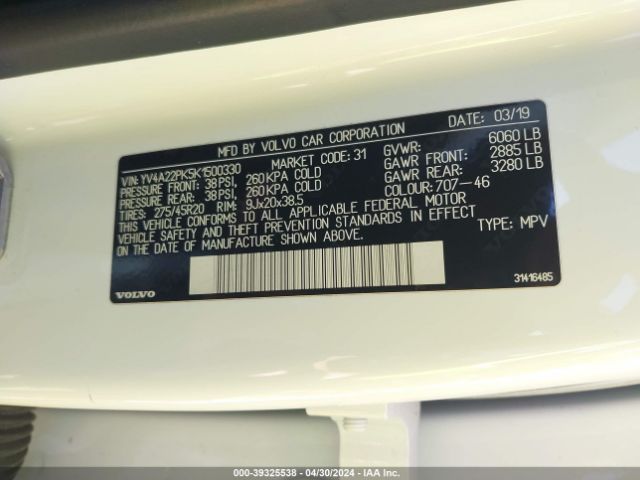 MFD BY VOLVO CAR CORPORATION DATE: 03/19
VIN: YV4A22PK5K1500330 MARKET CODE: 31 GVWR: 6060 LB
PRESSURE FRONT: 38 PSI, 260 KPA COLD GAWR FRONT: 2885 LB
PRESSURE REAR: 38 PSI, 260 KPA COLD GAWR REAR: 3280 LB
TIRES: 275/45R20 RIM: 9Jx20x38.5 COLOUR: 707-46
THIS VEHICLE CONFORMS TO ALL APPLICABLE FEDERAL MOTOR
VEHICLE SAFETY AND THEFT PREVENTION STANDARDS IN EFFECT
ON THE DATE OF MANUFACTURE SHOWN ABOVE. TYPE: MPV
VOLVO
31416485
000-39325538 - 04/30/2024 - IAA Inc.